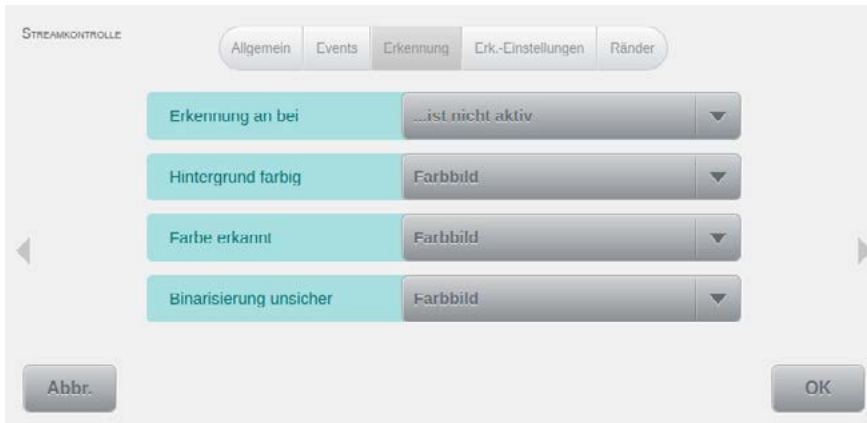 Streamkontrolle
Allgemein Events Erkennung Erk.-Einstellungen Ränder
Erkennung an bei ...ist nicht aktiv
Hintergrund farbig Farbbild
Farbe erkannt Farbbild
Binarisierung unsicher Farbbild
Abbr. OK